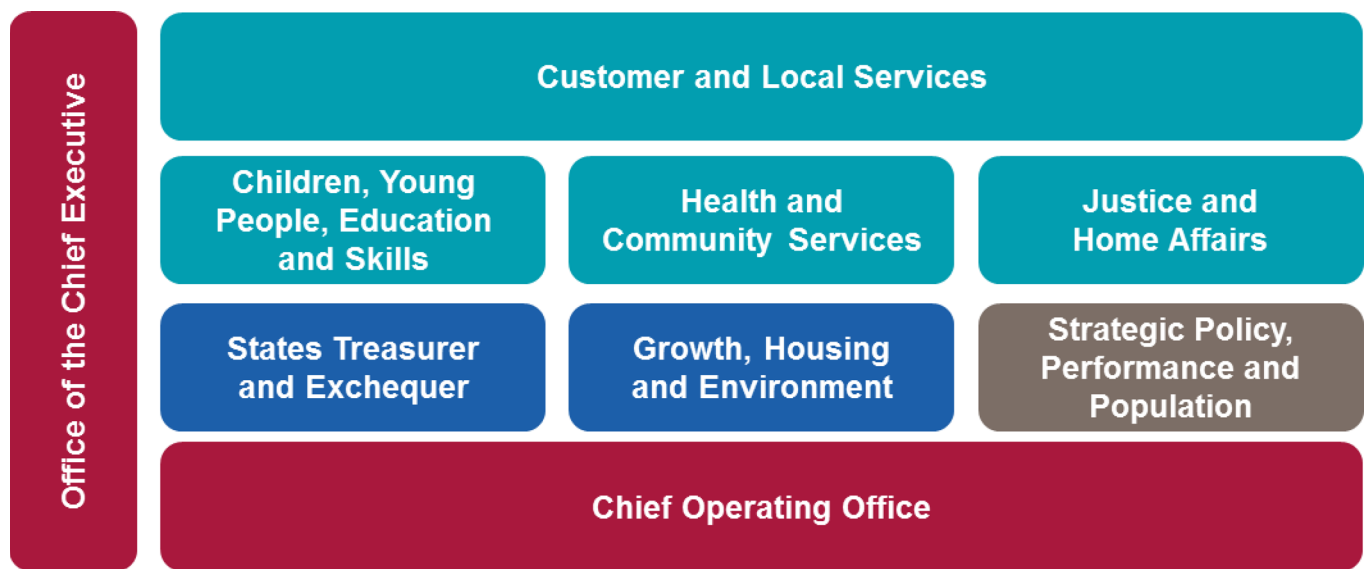 Office of the Chief Executive
Customer and Local Services
Children, Young
People, Education
and Skills
Health and
Community Services
Justice and
Home Affairs
States Treasurer
and Exchequer
Growth, Housing
and Environment
Strategic Policy,
Performance and
Population
Chief Operating Office